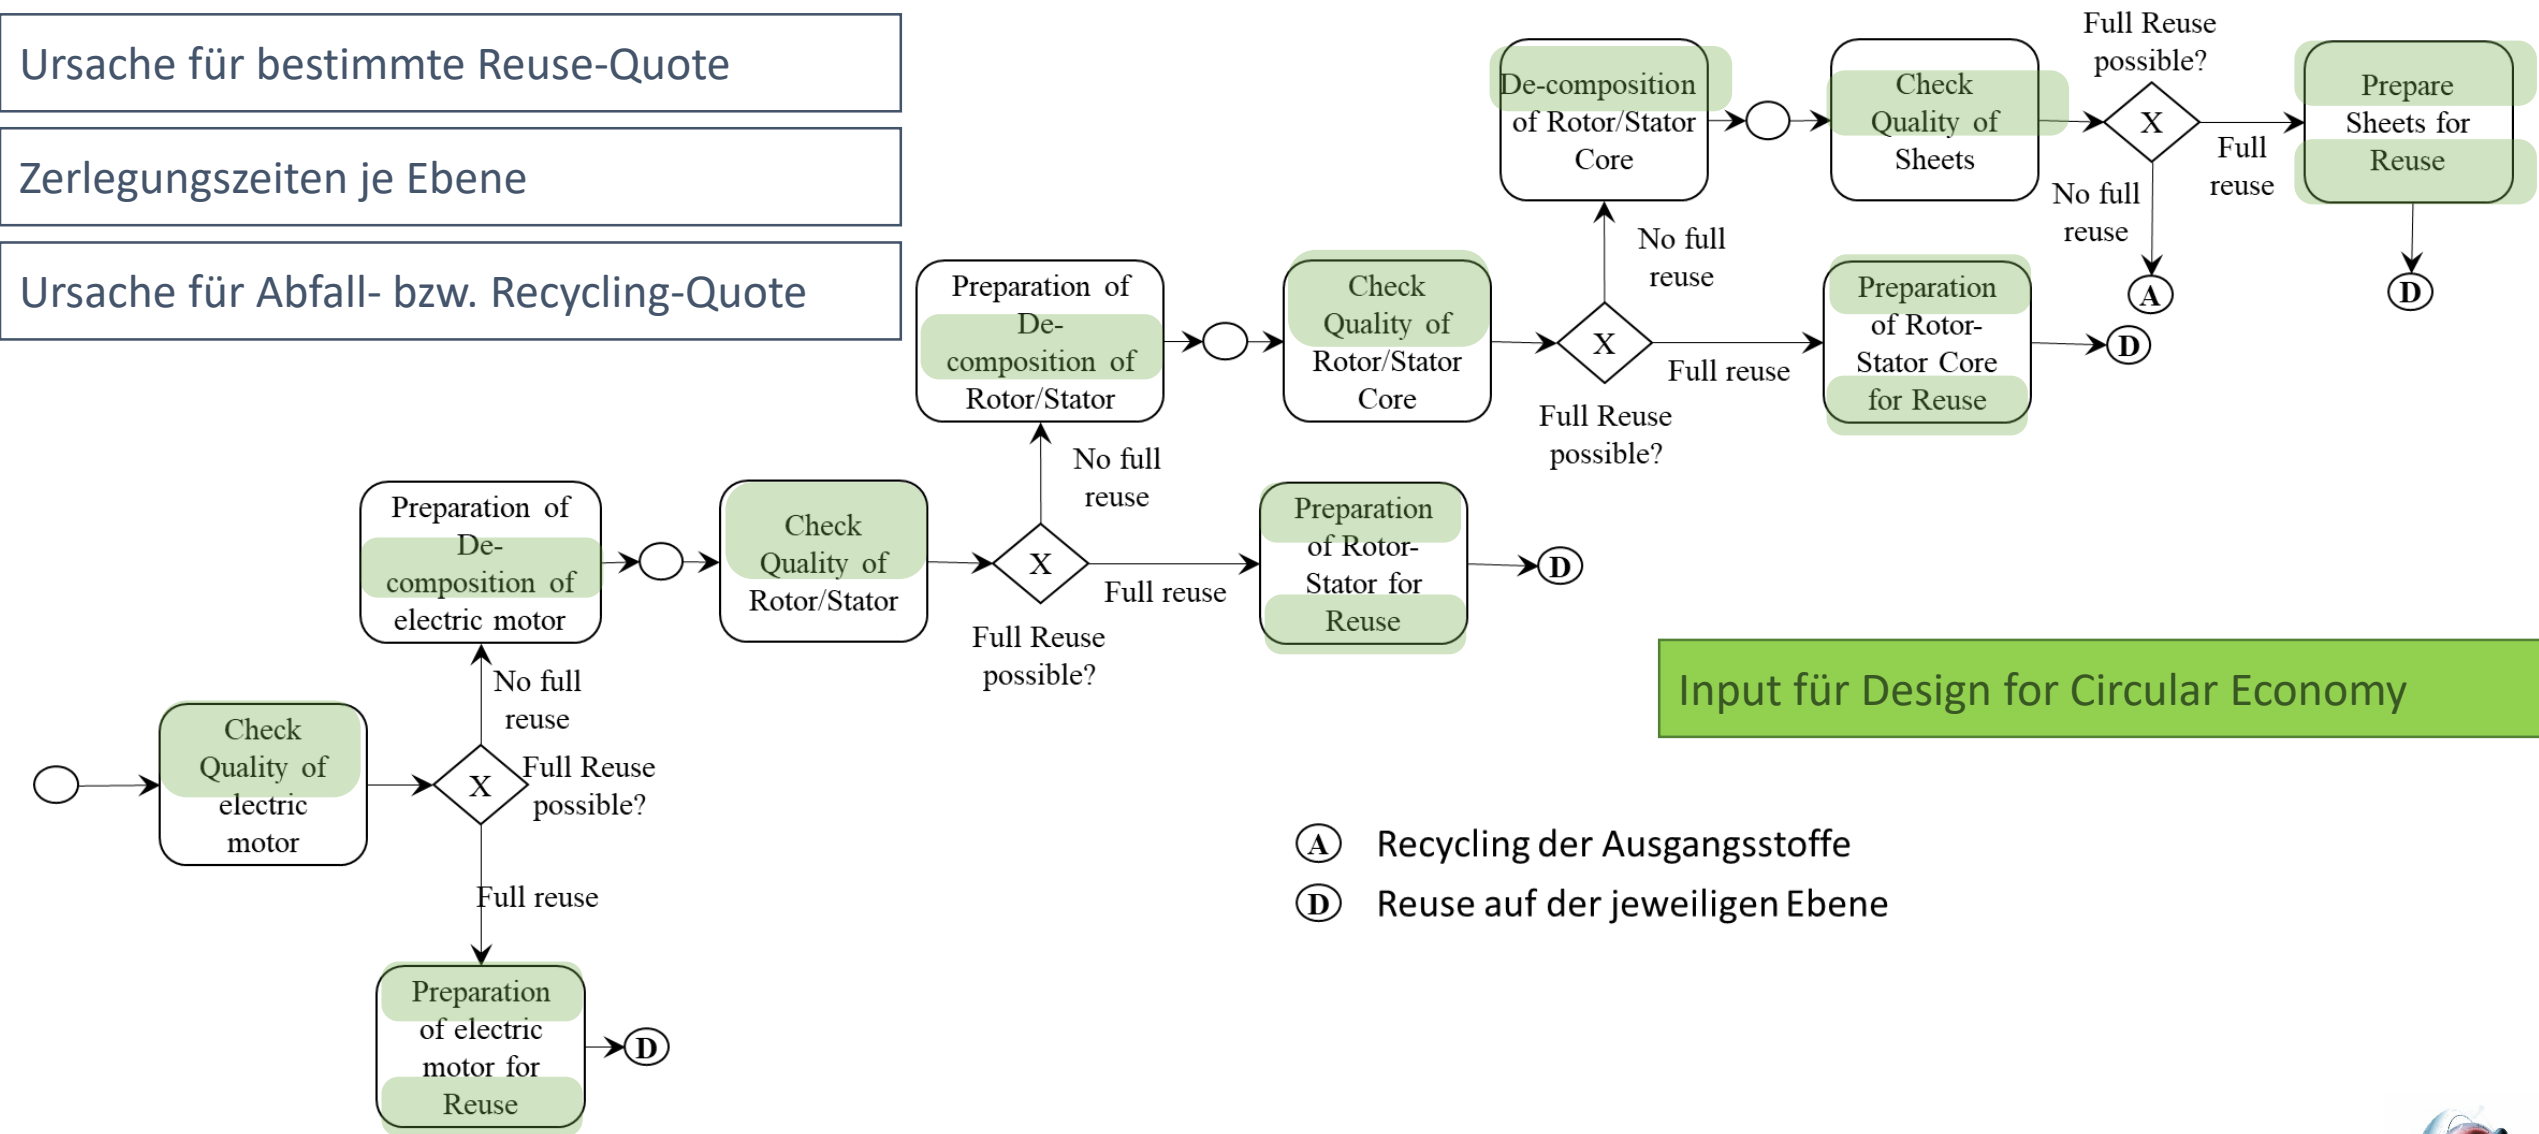 Ursache für bestimmte Reuse-Quote
Zerlegungszeiten je Ebene
Ursache für Abfall- bzw. Recycling-Quote
De-composition
of Rotor/Stator
Core
Check
Quality of
Sheets
Full Reuse
possible?
X
Full
reuse
No full
reuse
Prepare
Sheets for
Reuse
A
D
Preparation of
De-
composition of
Rotor/Stator
Check
Quality of
Rotor/Stator
Core
No full
reuse
X
Full reuse
Full Reuse
possible?
Preparation
of Rotor-
Stator Core
for Reuse
D
Preparation of
De-
composition of
electric motor
Check
Quality of
Rotor/Stator
No full
reuse
X
Full reuse
Full Reuse
possible?
Preparation
of Rotor-
Stator for
Reuse
D
Input für Design for Circular Economy
Check
Quality of
electric
motor
No full
reuse
X
Full Reuse
possible?
Full reuse
Preparation
of electric
motor for
Reuse
D
A Recycling der Ausgangsstoffe
D Reuse auf der jeweiligen Ebene